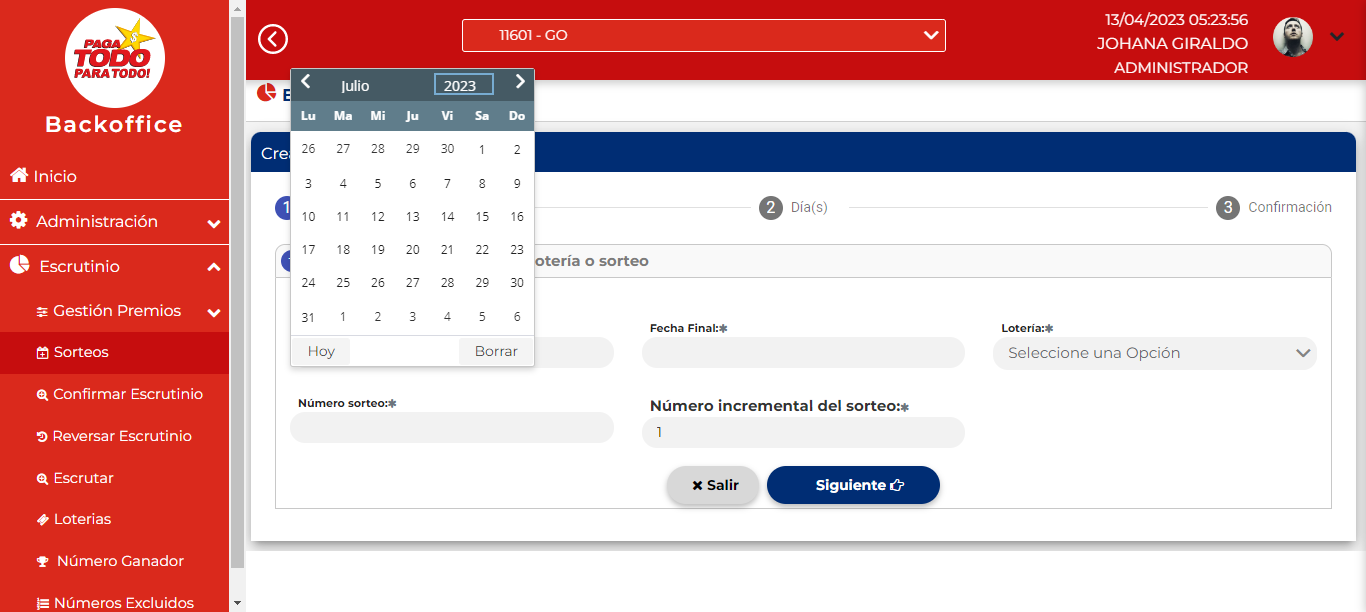 PAGA
TODO
PARA TODO!
Backoffice
Inicio
Administración
Escrutinio
Gestión Premios
Sorteos
Confirmar Escrutinio
Reversar Escrutinio
Escrutar
Loterias
Número Ganador
Números Excluidos
11601 - GO
13/04/2023 05:23:56
JOHANA GIRALDO
ADMINISTRADOR
Julio 2023
Lu Ma Mi Ju Vi Sa Do
26 27 28 29 30 1 2
3 4 5 6 7 8 9
10 11 12 13 14 15 16
17 18 19 20 21 22 23
24 25 26 27 28 29 30
31 1 2 3 4 5 6
Hoy Borrar
1
2 Día(s)
3 Confirmación
otería o sorteo
Fecha Final:✱
Lotería:✱
Seleccione una Opción
Número sorteo:✱
Número incremental del sorteo:✱
1
Salir
Siguiente